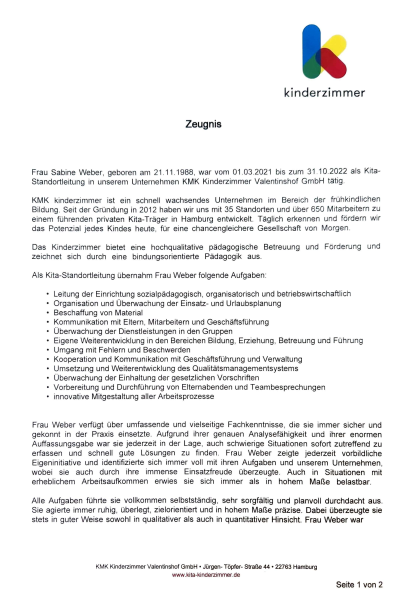 kinderzimmer
Zeugnis
Frau Sabine Weber, geboren am 21.11.1988, war vom 01.03.2021 bis zum 31.10.2022 als Kita-
Standortleitung in unserem Unternehmen KMK Kinderzimmer Valentinshof GmbH tätig.
KMK kinderzimmer ist ein schnell wachsendes Unternehmen im Bereich der frühkindlichen
Bildung. Seit der Gründung in 2012 haben wir uns mit 35 Standorten und über 650 Mitarbeitern zu
einem führenden privaten Kita-Träger in Hamburg entwickelt. Täglich erkennen und fördern wir
das Potenzial jedes Kindes heute, für eine chancengleichere Gesellschaft von Morgen.
Das Kinderzimmer bietet eine hochqualitative pädagogische Betreuung und Förderung und
zeichnet sich durch eine bindungsorientierte Pädagogik aus.
Als Kita-Standortleitung übernahm Frau Weber folgende Aufgaben:
• Leitung der Einrichtung sozialpädagogisch, organisatorisch und betriebswirtschaftlich
• Organisation und Überwachung der Einsatz- und Urlaubsplanung
• Beschaffung von Material
• Kommunikation mit Eltern, Mitarbeitern und Geschäftsführung
• Überwachung der Dienstleistungen in den Gruppen
• Eigene Weiterentwicklung in den Bereichen Bildung, Erziehung, Betreuung und Führung
• Umgang mit Fehlern und Beschwerden
• Kooperation und Kommunikation mit Geschäftsführung und Verwaltung
• Umsetzung und Weiterentwicklung des Qualitätsmanagementsystems
• Überwachung der Einhaltung der gesetzlichen Vorschriften
• Vorbereitung und Durchführung von Elternabenden und Teambesprechungen
• innovative Mitgestaltung aller Arbeitsprozesse
Frau Weber verfügt über umfassende und vielseitige Fachkenntnisse, die sie immer sicher und
gekonnt in der Praxis einsetzte. Aufgrund ihrer genauen Analysefähigkeit und ihrer enormen
Auffassungsgabe war sie jederzeit in der Lage, auch schwierige Situationen sofort zutreffend zu
erfassen und schnell gute Lösungen zu finden. Frau Weber zeigte jederzeit vorbildliche
Eigeninitiative und identifizierte sich immer voll mit ihren Aufgaben und unserem Unternehmen,
wobei sie auch durch ihre immense Einsatzfreude überzeugte. Auch in Situationen mit
erheblichem Arbeitsaufkommen erwies sie sich immer als in hohem Maße belastbar.
Alle Aufgaben führte sie vollkommen selbstständig, sehr sorgfältig und planvoll durchdacht aus.
Sie agierte immer ruhig, überlegt, zielorientiert und in hohem Maße präzise. Dabei überzeugte sie
stets in guter Weise sowohl in qualitativer als auch in quantitativer Hinsicht. Frau Weber war
KMK Kinderzimmer Valentinshof GmbH • Jürgen- Töpfer- Straße 44 • 22763 Hamburg
www.kita-kinderzimmer.de
Seite 1 von 2